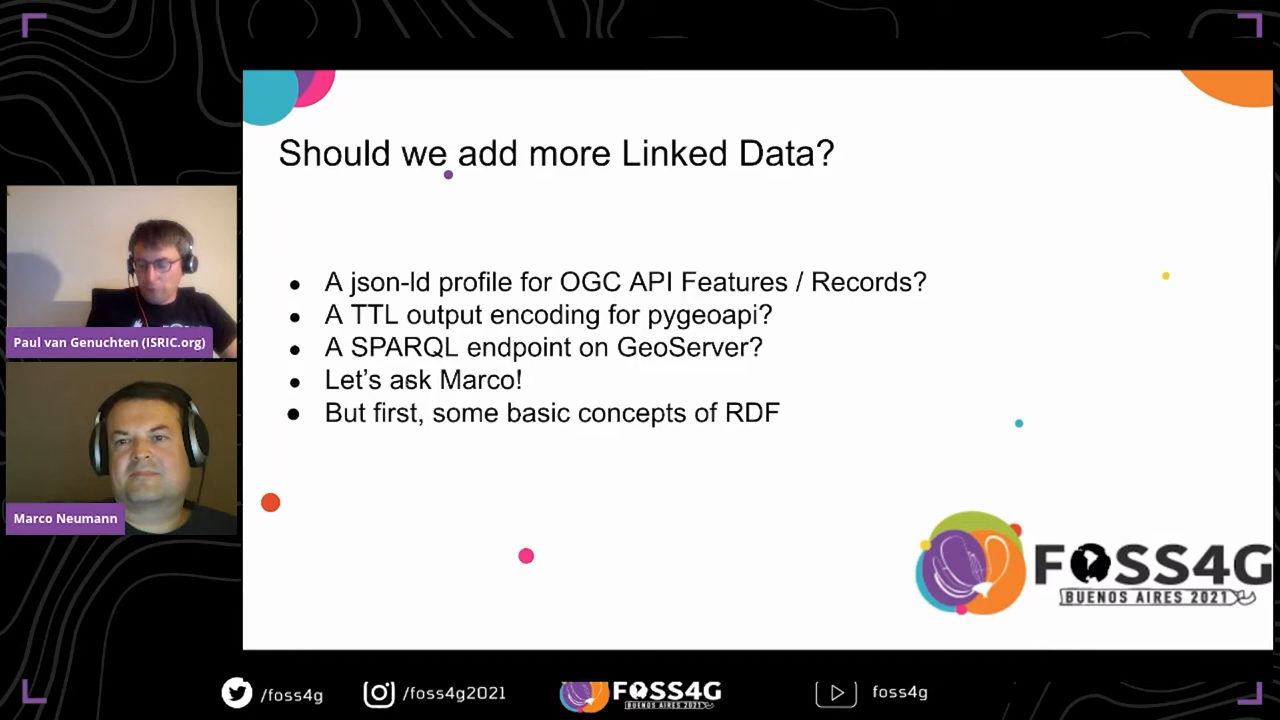 Should we add more Linked Data?
● A json-ld profile for OGC API Features / Records?
● A TTL output encoding for pygeoapi?
● A SPARQL endpoint on GeoServer?
● Let’s ask Marco!
● But first, some basic concepts of RDF
Paul van Genuchten (ISRIC.org)
Marco Neumann
FOSS4G
BUENOS AIRES 2021
/foss4g
/foss4g2021
FOSS4G
BUENOS AIRES 2021
foss4g